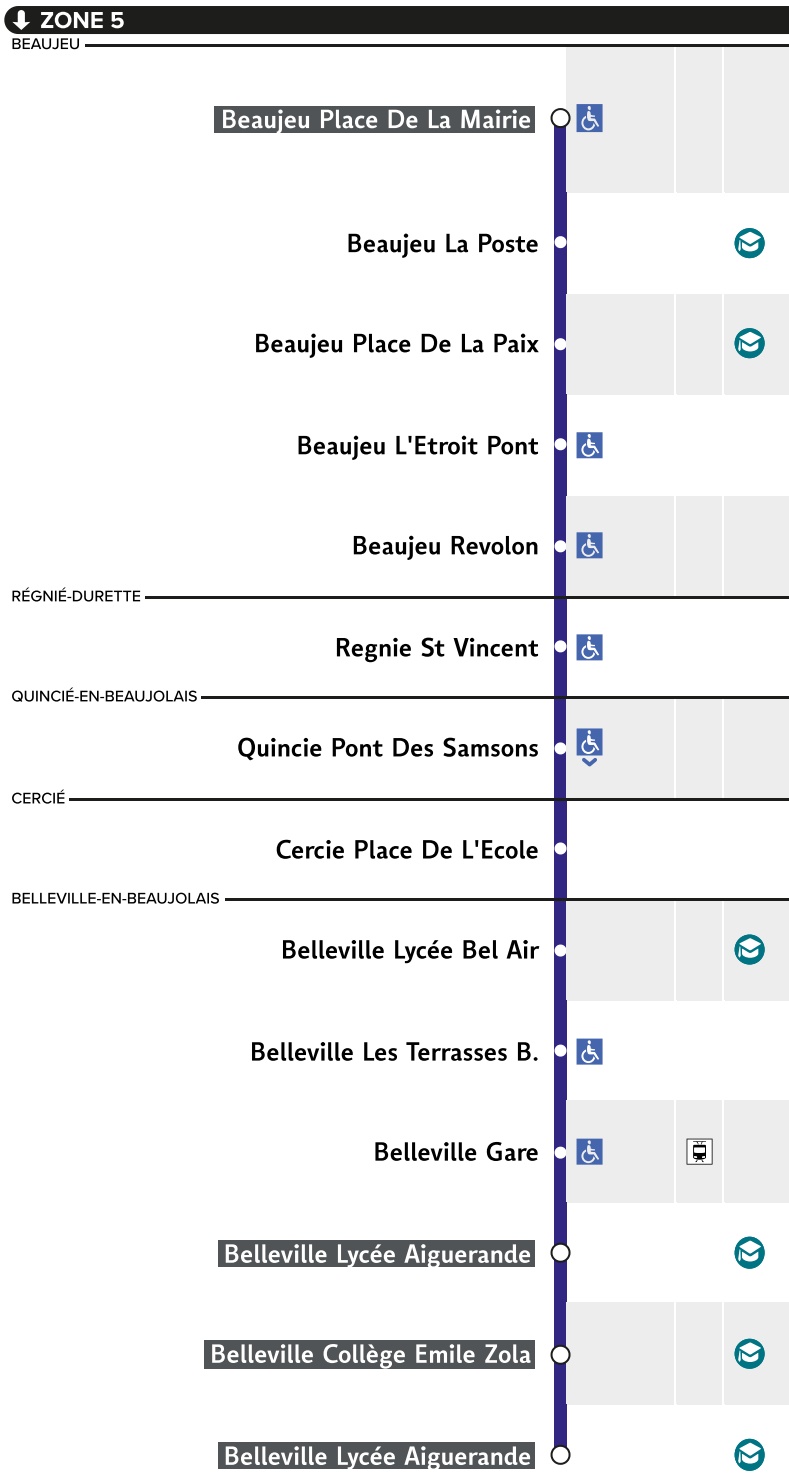 ZONE 5
BEAUJEU
Beaujeu Place De La Mairie
Beaujeu La Poste
Beaujeu Place De La Paix
Beaujeu L'Etroit Pont
Beaujeu Revolon
RÉGNIÉ-DURETTE
Regnie St Vincent
QUINCIÉ-EN-BEAUJOLAIS
Quincie Pont Des Samsons
CERCIÉ
Cercie Place De L'Ecole
BELLEVILLE-EN-BEAUJOLAIS
Belleville Lycée Bel Air
Belleville Les Terrasses B.
Belleville Gare
Belleville Lycée Aiguerande
Belleville Collège Emile Zola
Belleville Lycée Aiguerande